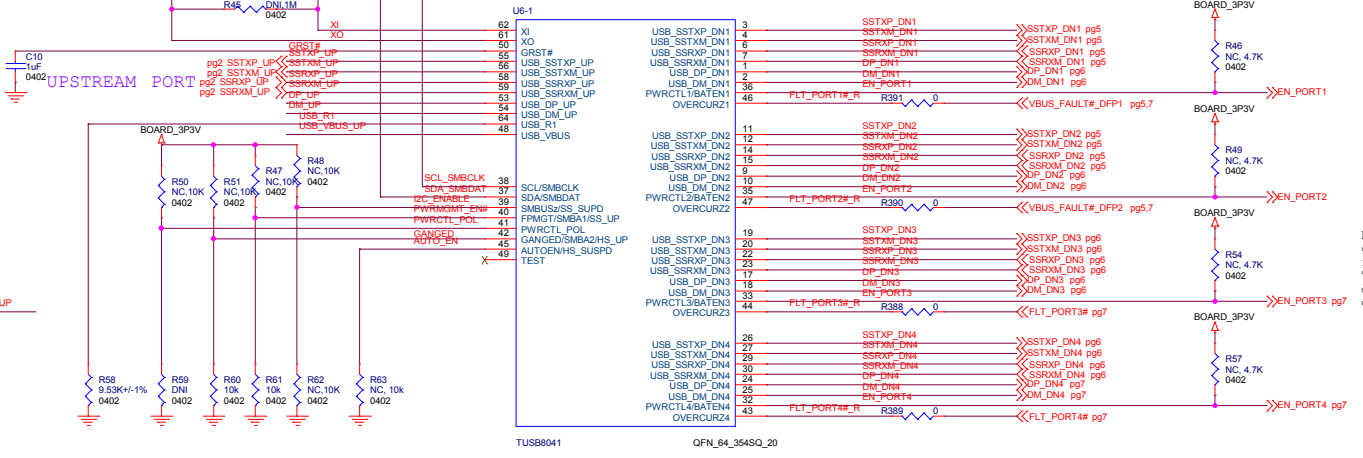 R45 DNI,1M
0402
C10
1uF
0402
UPSTREAM PORT
XI
XO
GRST#
pg2 SSTXP_UP
SSTXP_UP
pg2 SSTXM_UP
SSTXM_UP
pg2 SSRXP_UP
SSRXP_UP
pg2 SSRXM_UP
SSRXM_UP
DP_UP
DM_UP
USB_R1
USB_VBUS_UP
BOARD_3P3V
R50
NC,10K
0402
R51
NC,10K
0402
R47
NC,10K
0402
R48
NC,10K
0402
SCL_SMBCLK
SDA_SMBDAT
I2C_ENABLE
PWRMGMT_EN#
PWRCTL_POL
GANGED
AUTO_EN
UP
R58
9.53K+/-1%
0402
R59
DNI
0402
R60
10k
0402
R61
10k
0402
R62
NC,10K
0402
R63
NC, 10k
0402
U6-1
62 XI
61 XO
50 GRST#
55 USB_SSTXP_UP
56 USB_SSTXM_UP
58 USB_SSRXP_UP
59 USB_SSRXM_UP
53 USB_DP_UP
54 USB_DM_UP
64 USB_R1
48 USB_VBUS
38 SCL/SMBCLK
37 SDA/SMBDAT
39 SMBUSz/SS_SUPD
40 FPMGT/SMBA1/SS_UP
41 PWRCTL_POL
42 GANGED/SMBA2/HS_UP
45 AUTOEN/HS_SUSPD
49 TEST
USB_SSTXP_DN1 3 SSTXP_DN1 SSTXP_DN1 pg5
USB_SSTXM_DN1 4 SSTXM_DN1 SSTXM_DN1 pg5
USB_SSRXP_DN1 6 SSRXP_DN1 SSRXP_DN1 pg5
USB_SSRXM_DN1 7 SSRXM_DN1 SSRXM_DN1 pg5
USB_DP_DN1 1 DP_DN1 DP_DN1 pg6
USB_DM_DN1 2 DM_DN1 DM_DN1 pg6
PWRCTL1/BATEN1 36 EN_PORT1 EN_PORT1
OVERCURZ1 46 FLT_PORT1#_R R391 0 VBUS_FAULT#_DFP1 pg5,7
USB_SSTXP_DN2 11 SSTXP_DN2 SSTXP_DN2 pg5
USB_SSTXM_DN2 12 SSTXM_DN2 SSTXM_DN2 pg5
USB_SSRXP_DN2 14 SSRXP_DN2 SSRXP_DN2 pg5
USB_SSRXM_DN2 15 SSRXM_DN2 SSRXM_DN2 pg5
USB_DP_DN2 9 DP_DN2 DP_DN2 pg6
USB_DM_DN2 10 DM_DN2 DM_DN2 pg6
PWRCTL2/BATEN2 35 EN_PORT2 EN_PORT2
OVERCURZ2 47 FLT_PORT2#_R R390 0 VBUS_FAULT#_DFP2 pg5,7
USB_SSTXP_DN3 19 SSTXP_DN3 SSTXP_DN3 pg6
USB_SSTXM_DN3 20 SSTXM_DN3 SSTXM_DN3 pg6
USB_SSRXP_DN3 22 SSRXP_DN3 SSRXP_DN3 pg6
USB_SSRXM_DN3 23 SSRXM_DN3 SSRXM_DN3 pg6
USB_DP_DN3 17 DP_DN3 DP_DN3 pg6
USB_DM_DN3 18 DM_DN3 DM_DN3 pg6
PWRCTL3/BATEN3 33 EN_PORT3 EN_PORT3 pg7
OVERCURZ3 44 FLT_PORT3#_R R388 0 FLT_PORT3# pg7
USB_SSTXP_DN4 26 SSTXP_DN4 SSTXP_DN4 pg6
USB_SSTXM_DN4 27 SSTXM_DN4 SSTXM_DN4 pg6
USB_SSRXP_DN4 29 SSRXP_DN4 SSRXP_DN4 pg6
USB_SSRXM_DN4 30 SSRXM_DN4 SSRXM_DN4 pg6
USB_DP_DN4 24 DP_DN4 DP_DN4 pg7
USB_DM_DN4 25 DM_DN4 DM_DN4 pg7
PWRCTL4/BATEN4 32 EN_PORT4 EN_PORT4 pg7
OVERCURZ4 43 FLT_PORT4#_R R389 0 FLT_PORT4# pg7
BOARD_3P3V
R46
NC, 4.7K
0402
BOARD_3P3V
R49
NC, 4.7K
0402
BOARD_3P3V
R54
NC, 4.7K
0402
BOARD_3P3V
R57
NC, 4.7K
0402
TUSB8041
QFN_64_354SQ_20